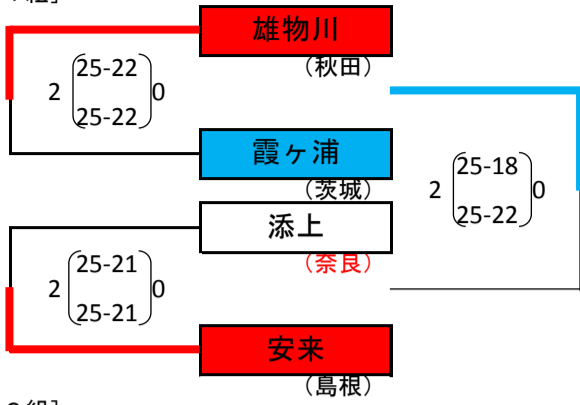 雄物川
(秋田)
2 25-22 0
25-22
霞ヶ浦
(茨城)
2 25-18 0
25-22
添上
(奈良)
2 25-21 0
25-21
安来
(島根)